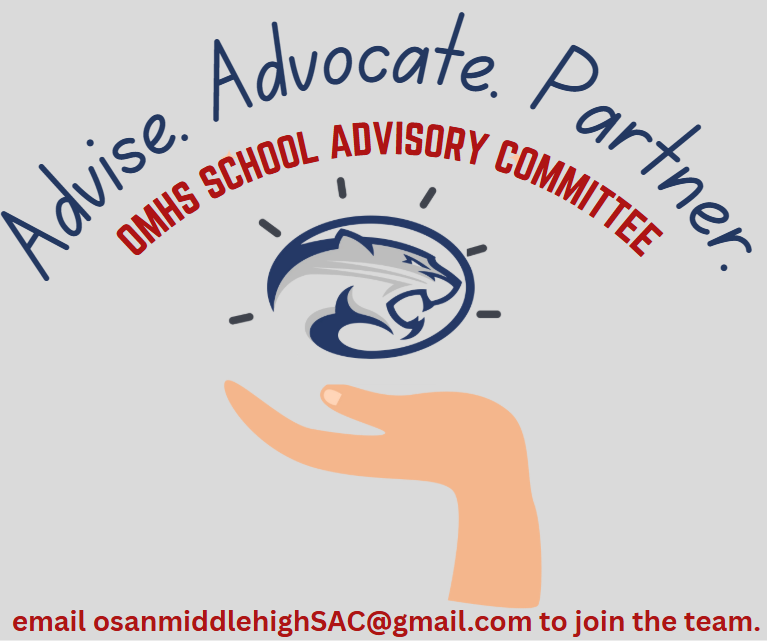 Advise. Advocate. Partner.
OMHS SCHOOL ADVISORY COMMITTEE
email osanmiddlehighSAC@gmail.com to join the team.